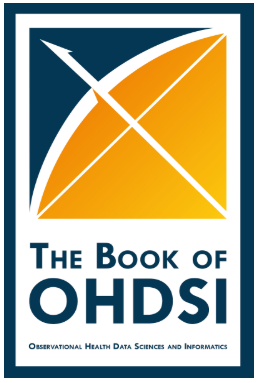 The Book of
OHDSI
Observational Health Data Sciences and Informatics